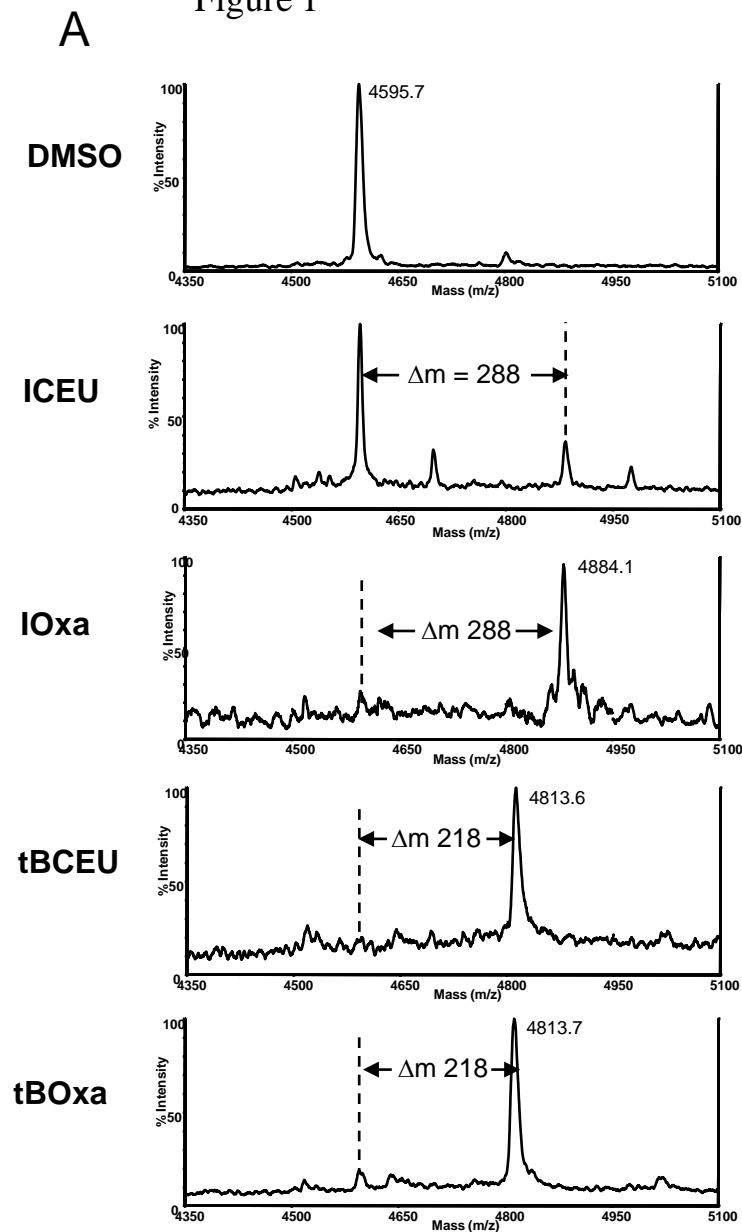 Figure 1
A
DMSO
% Intensity
100
50
0
4595.7
4350 4500 4650 4800 4950 5100
Mass (m/z)
ICEU
% Intensity
100
50
0
Δm = 288
4350 4500 4650 4800 4950 5100
Mass (m/z)
IOxa
% Intensity
100
50
0
4884.1
Δm 288
4350 4500 4650 4800 4950 5100
Mass (m/z)
tBCEU
% Intensity
100
50
0
4813.6
Δm 218
4350 4500 4650 4800 4950 5100
Mass (m/z)
tBOxa
% Intensity
100
50
0
4813.7
Δm 218
4350 4500 4650 4800 4950 5100
Mass (m/z)